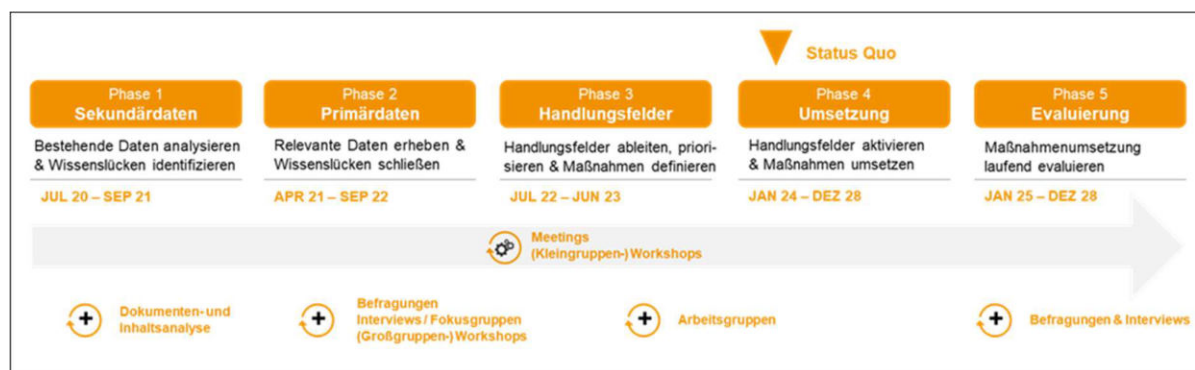 Status Quo
Phase 1
Sekundärdaten
Bestehende Daten analysieren
& Wissenslücken identifizieren
JUL 20 – SEP 21
Phase 2
Primärdaten
Relevante Daten erheben &
Wissenslücken schließen
APR 21 – SEP 22
Phase 3
Handlungsfelder
Handlungsfelder ableiten, priori-
sieren & Maßnahmen definieren
JUL 22 – JUN 23
Phase 4
Umsetzung
Handlungsfelder aktivieren
& Maßnahmen umsetzen
JAN 24 – DEZ 28
Phase 5
Evaluierung
Maßnahmenumsetzung
laufend evaluieren
JAN 25 – DEZ 28
Meetings
(Kleingruppen-) Workshops
Dokumenten- und
Inhaltsanalyse
Befragungen
Interviews / Fokusgruppen
(Großgruppen-) Workshops
Arbeitsgruppen
Befragungen & Interviews